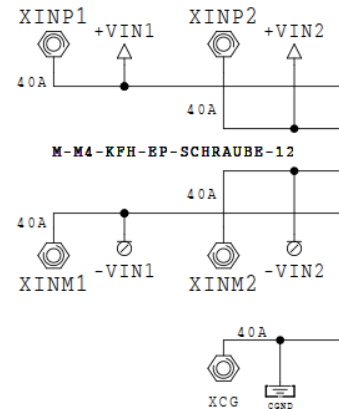 XINP1 +VIN1 XINP2 +VIN2
40A 40A
M-M4-KFH-EP-SCHRAUBE-12
40A 40A
XINM1 -VIN1 XINM2 -VIN2
40A
XCG CGND